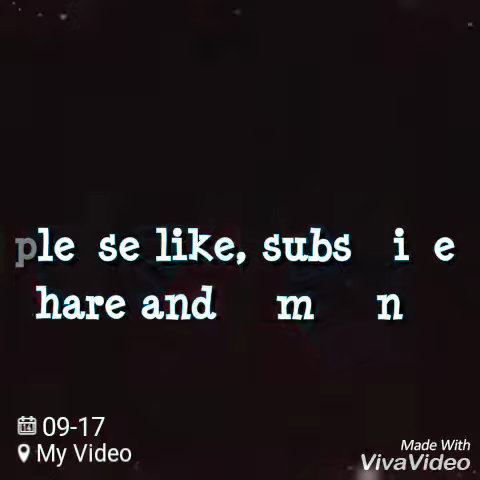 ple se like, subs i e
hare and m n
09-17
My Video
Made With
VivaVideo